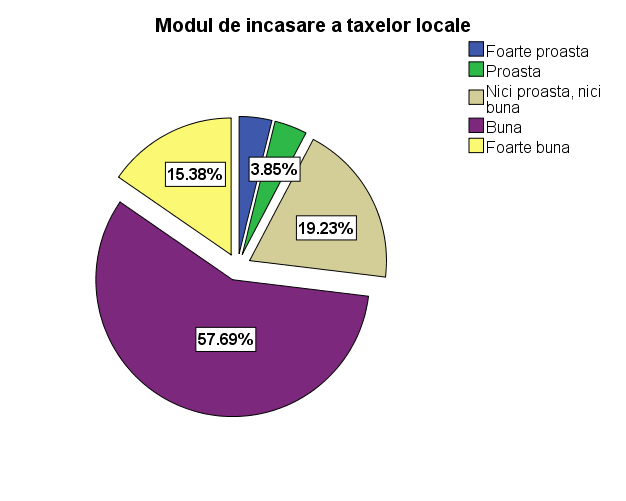 Modul de incasare a taxelor locale
Foarte proasta
Proasta
Nici proasta, nici
buna
Buna
Foarte buna
15.38%
3.85%
19.23%
57.69%